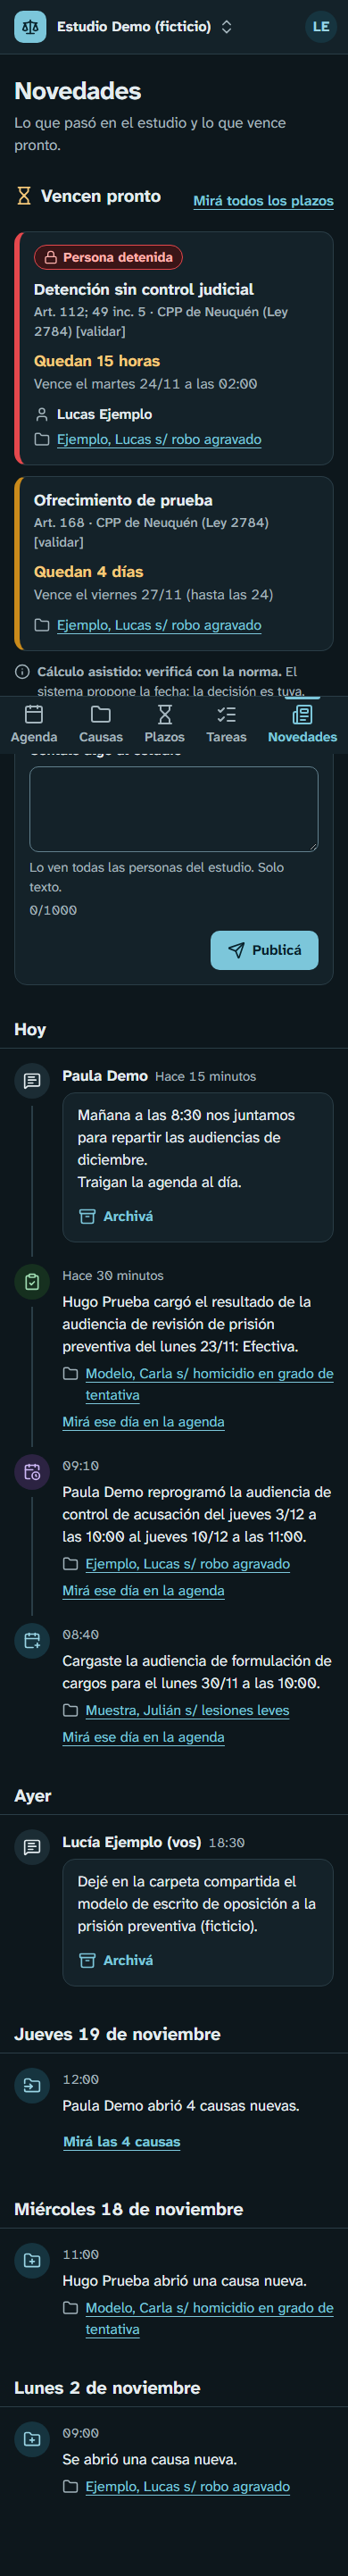 Estudio Demo (ficticio)
LE
Novedades
Lo que pasó en el estudio y lo que vence
pronto.
Vencen pronto
Mirá todos los plazos
Persona detenida
Detención sin control judicial
Art. 112; 49 inc. 5 · CPP de Neuquén (Ley
2784) [validar]
Quedan 15 horas
Vence el martes 24/11 a las 02:00
Lucas Ejemplo
Ejemplo, Lucas s/ robo agravado
Ofrecimiento de prueba
Art. 168 · CPP de Neuquén (Ley 2784)
[validar]
Quedan 4 días
Vence el viernes 27/11 (hasta las 24)
Ejemplo, Lucas s/ robo agravado
Cálculo asistido: verificá con la norma. El
sistema propone la fecha: la decisión es tuya.
Agenda
Causas
Plazos
Tareas
Novedades
Lo ven todas las personas del estudio. Solo
texto.
0/1000
Publicá
Hoy
Paula Demo Hace 15 minutos
Mañana a las 8:30 nos juntamos
para repartir las audiencias de
diciembre.
Traigan la agenda al día.
Archivá
Hace 30 minutos
Hugo Prueba cargó el resultado de la
audiencia de revisión de prisión
preventiva del lunes 23/11: Efectiva.
Modelo, Carla s/ homicidio en grado de
tentativa
Mirá ese día en la agenda
09:10
Paula Demo reprogramó la audiencia de
control de acusación del jueves 3/12 a
las 10:00 al jueves 10/12 a las 11:00.
Ejemplo, Lucas s/ robo agravado
Mirá ese día en la agenda
08:40
Cargaste la audiencia de formulación de
cargos para el lunes 30/11 a las 10:00.
Muestra, Julián s/ lesiones leves
Mirá ese día en la agenda
Ayer
Lucía Ejemplo (vos) 18:30
Dejé en la carpeta compartida el
modelo de escrito de oposición a la
prisión preventiva (ficticio).
Archivá
Jueves 19 de noviembre
12:00
Paula Demo abrió 4 causas nuevas.
Mirá las 4 causas
Miércoles 18 de noviembre
11:00
Hugo Prueba abrió una causa nueva.
Modelo, Carla s/ homicidio en grado de
tentativa
Lunes 2 de noviembre
09:00
Se abrió una causa nueva.
Ejemplo, Lucas s/ robo agravado